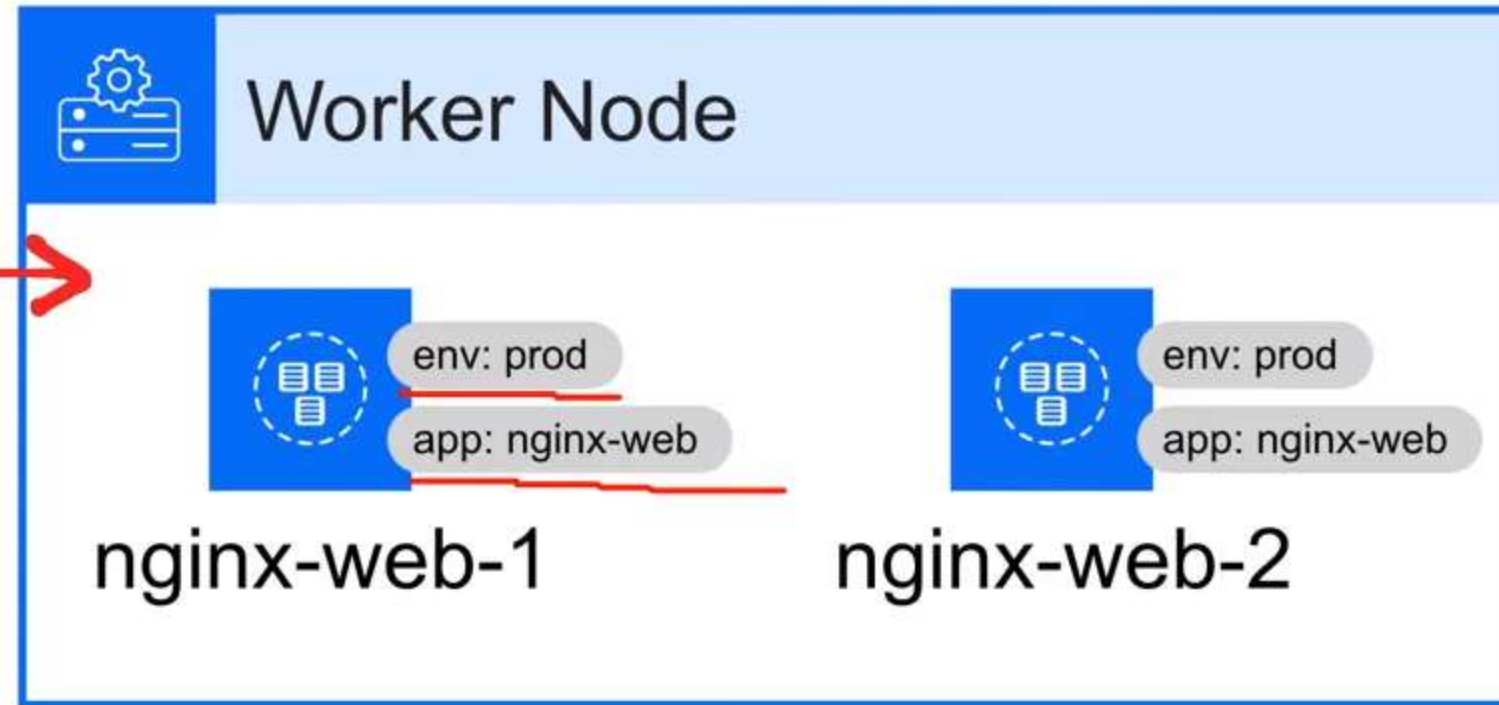 Worker Node
env: prod
app: nginx-web
nginx-web-1
env: prod
app: nginx-web
nginx-web-2